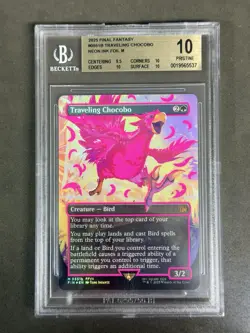 BECKETT
2025 FINAL FANTASY
#0551B TRAVELING CHOCOBO
NEON INK FOIL M
CENTERING 9.5 CORNERS 10
EDGES 10 SURFACE 10
10
PRISTINE
0019565537
Traveling Chocobo 2
Creature — Bird
You may look at the top card of your
library any time.
You may play lands and cast Bird spells
from the top of your library.
If a land or Bird you control entering the
battlefield causes a triggered ability of a
permanent you control to trigger, that
ability triggers an additional time.
3/2